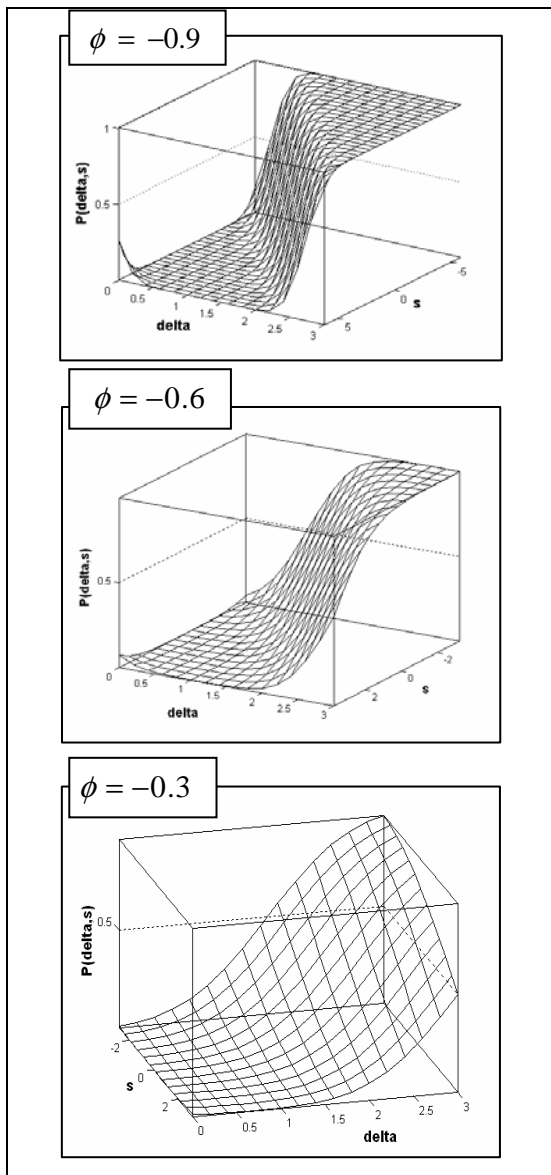 ϕ = −0.9
1
0.5
P(delta,s)
0
0.5
1
1.5
2
2.5
3
delta
5
0
-5
s
ϕ = −0.6
0.5
P(delta,s)
0
0.5
1
1.5
2
2.5
3
delta
2
0
-2
s
ϕ = −0.3
0.5
P(delta,s)
-2
0
2
s
0
0.5
1
1.5
2
2.5
3
delta